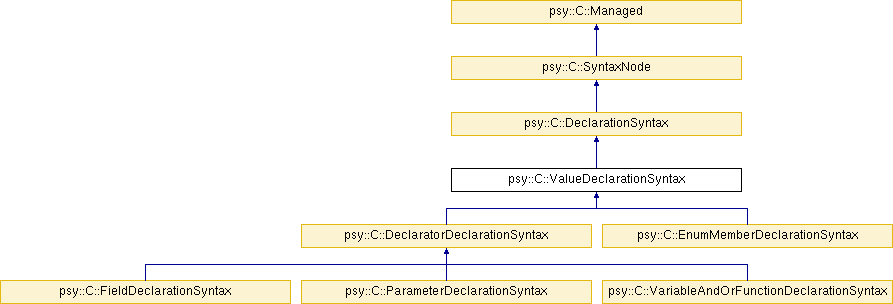 psy::C::Managed
psy::C::SyntaxNode
psy::C::DeclarationSyntax
psy::C::ValueDeclarationSyntax
psy::C::DeclaratorDeclarationSyntax
psy::C::EnumMemberDeclarationSyntax
psy::C::FieldDeclarationSyntax
psy::C::ParameterDeclarationSyntax
psy::C::VariableAndOrFunctionDeclarationSyntax